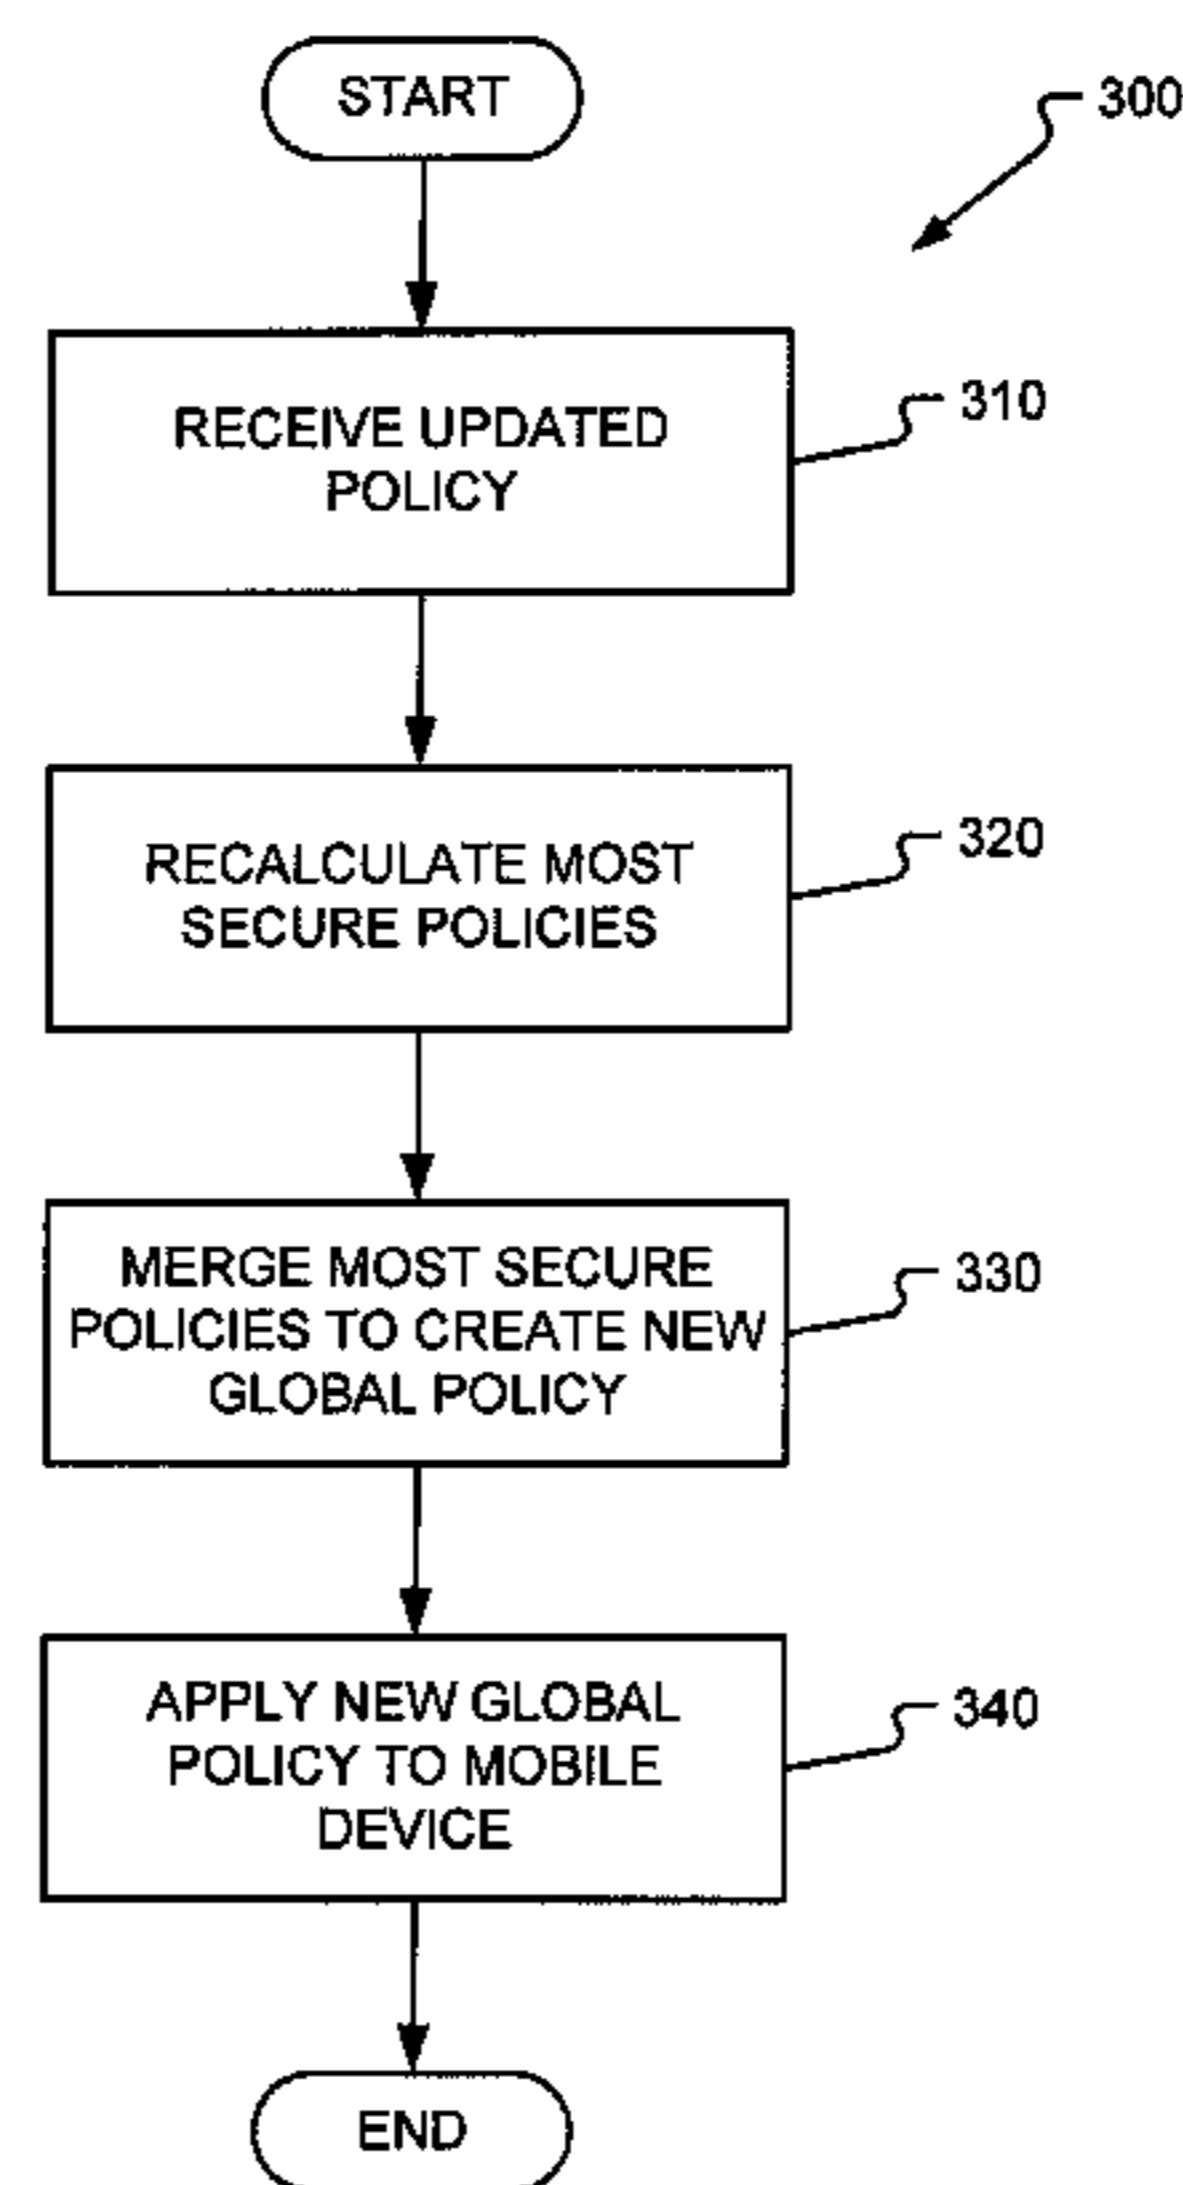 START
300
RECEIVE UPDATED
POLICY
310
RECALCULATE MOST
SECURE POLICIES
320
MERGE MOST SECURE
POLICIES TO CREATE NEW
GLOBAL POLICY
330
APPLY NEW GLOBAL
POLICY TO MOBILE
DEVICE
340
END